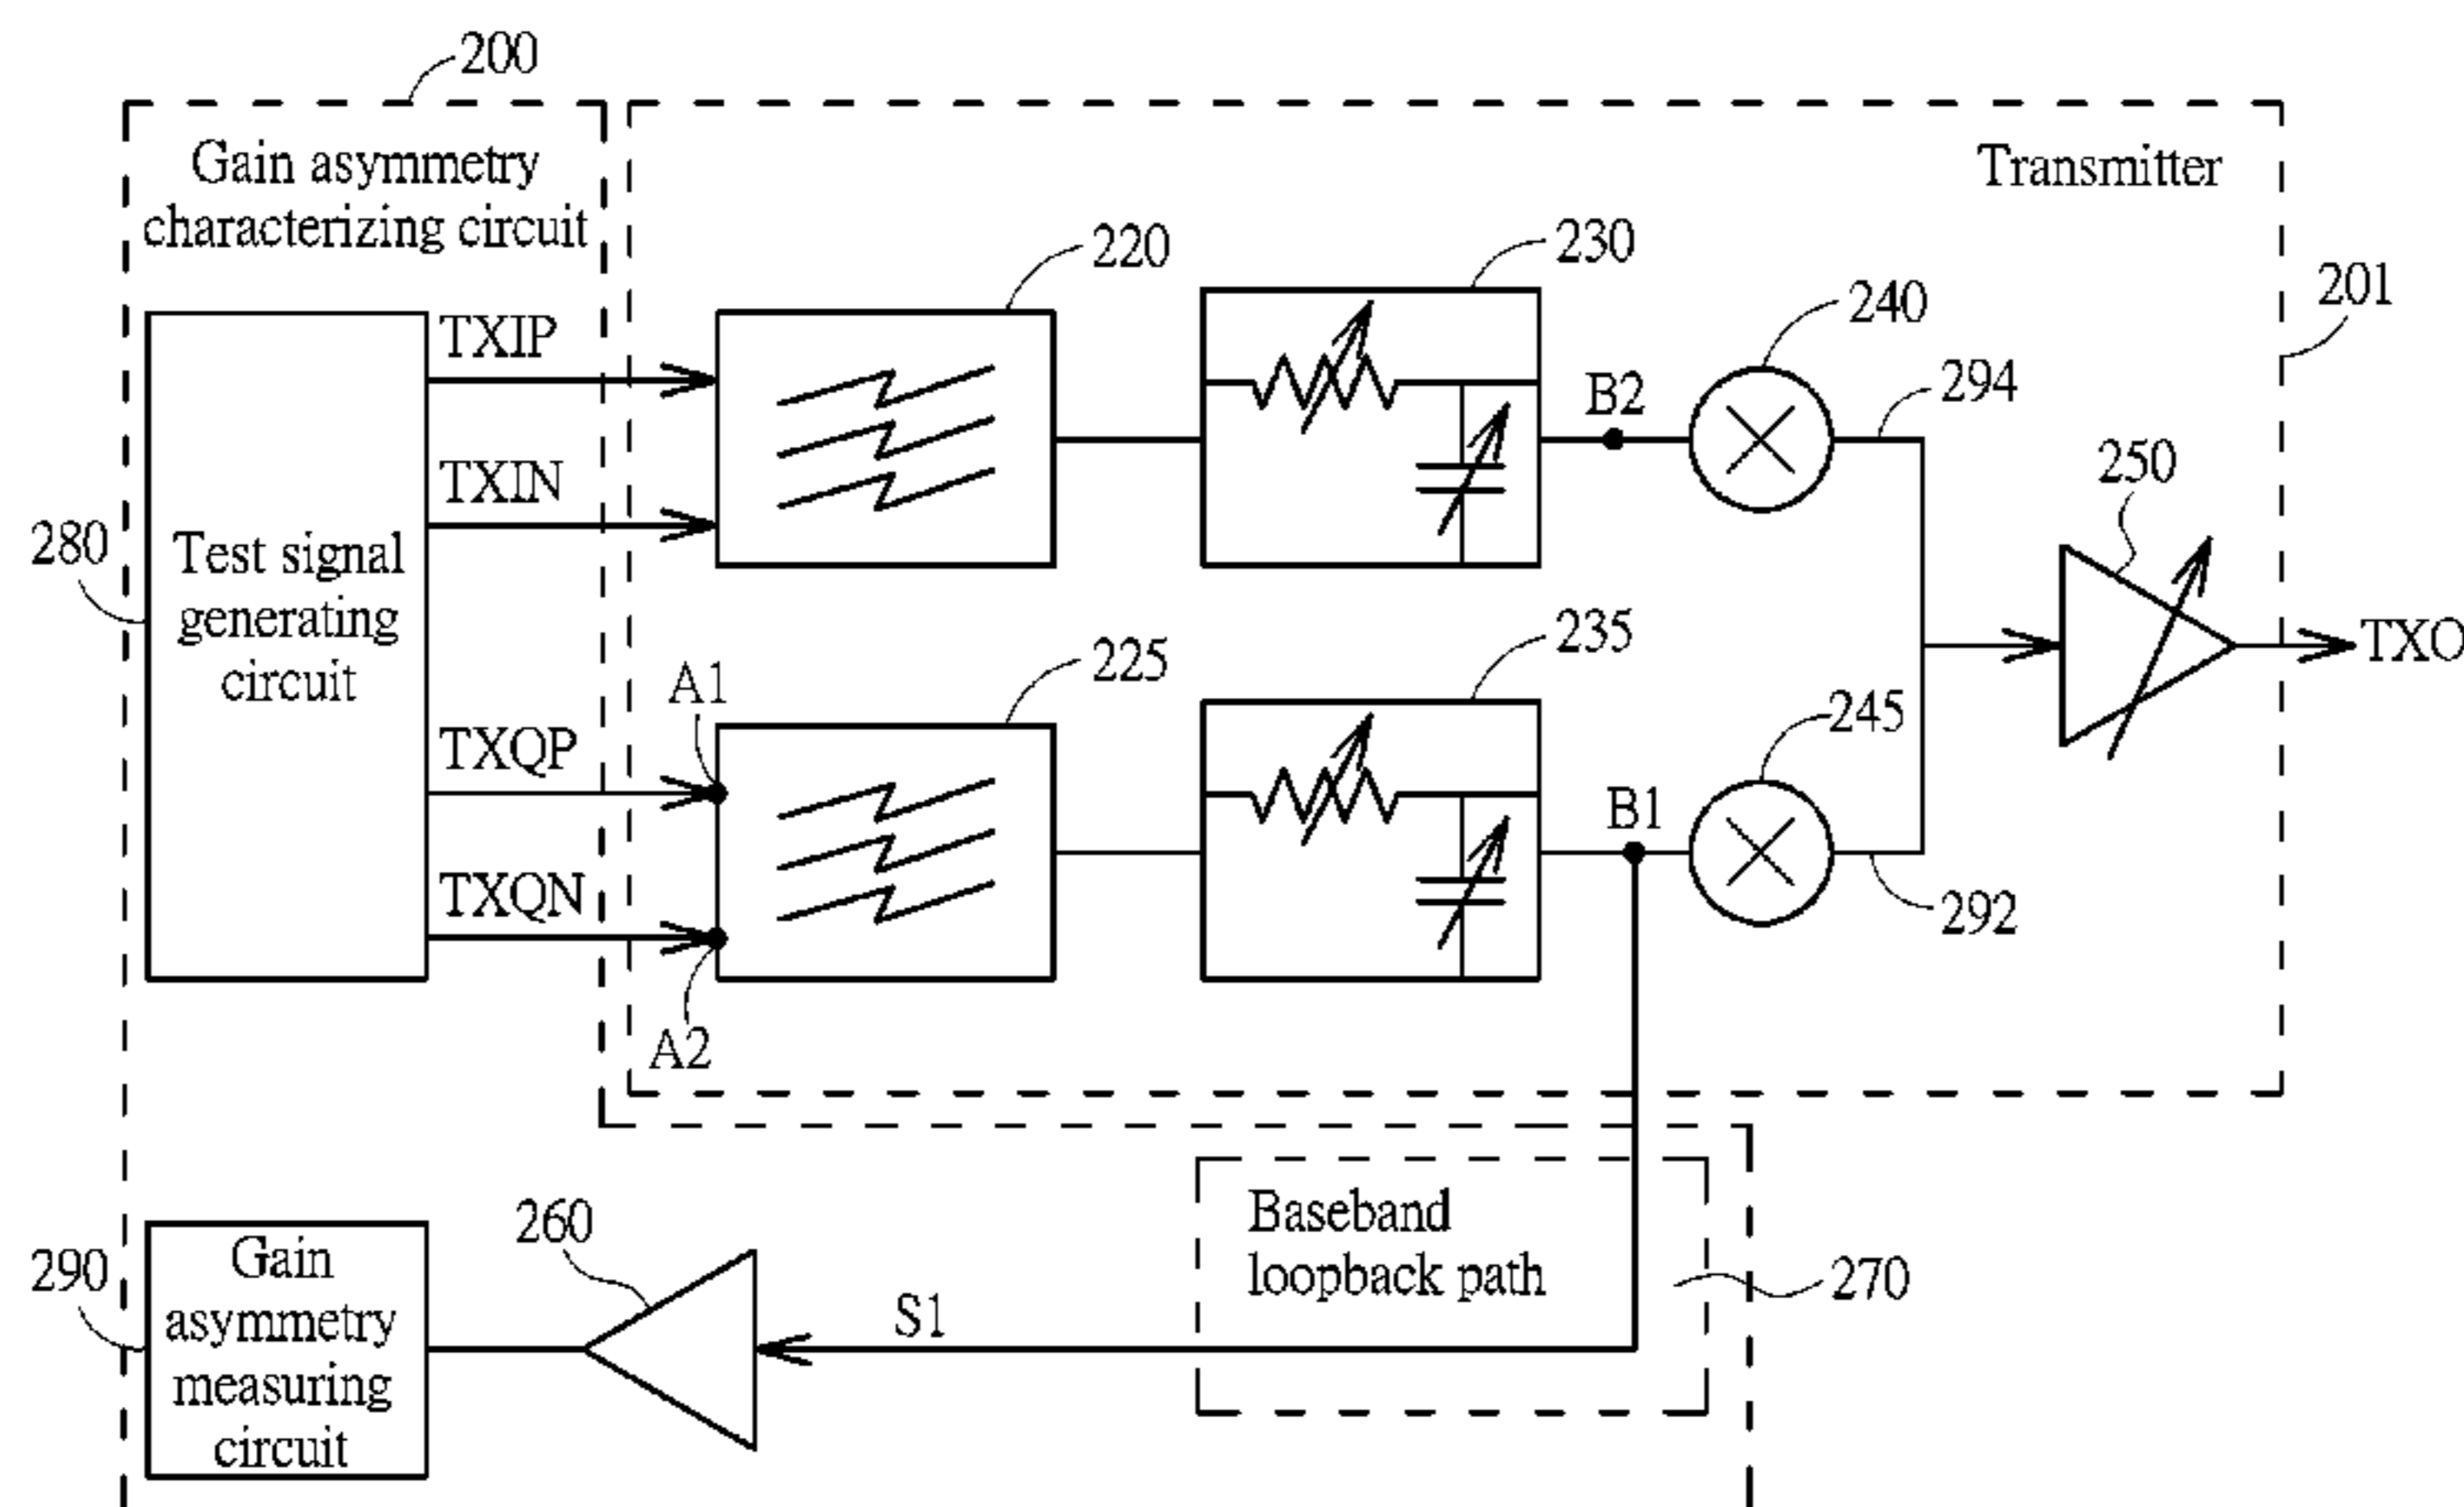 200
Gain asymmetry
characterizing circuit
Transmitter
220
230
240
201
TXIP
B2
294
TXIN
250
280
Test signal
generating
circuit
TXO
A1
225
235
245
TXQP
B1
TXQN
292
A2
260
Baseband
loopback path
270
290
Gain
asymmetry
measuring
circuit
S1